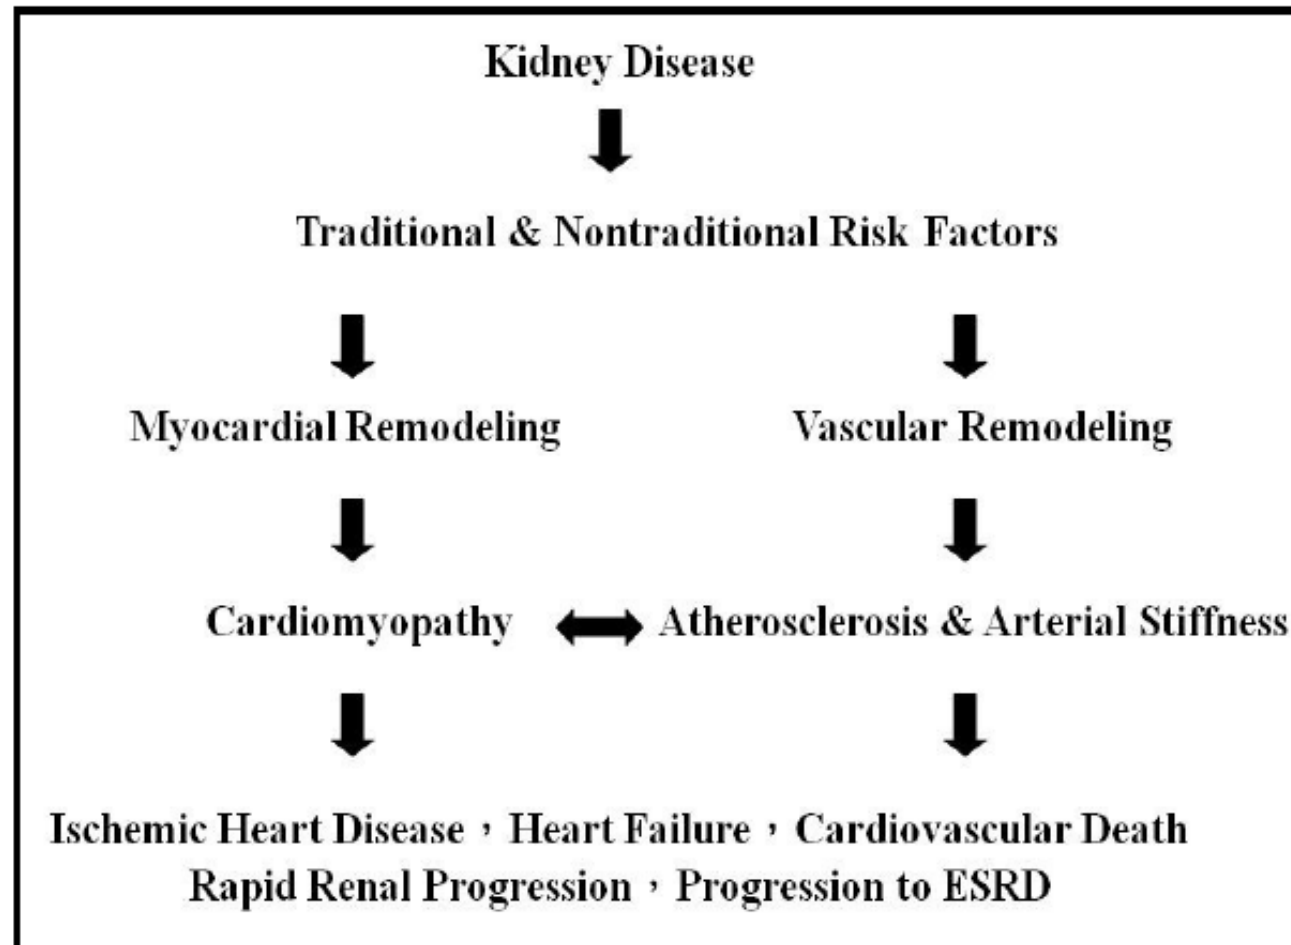 Kidney Disease
Traditional & Nontraditional Risk Factors
Myocardial Remodeling
Vascular Remodeling
Cardiomyopathy
Atherosclerosis & Arterial Stiffness
Ischemic Heart Disease，Heart Failure，Cardiovascular Death
Rapid Renal Progression，Progression to ESRD